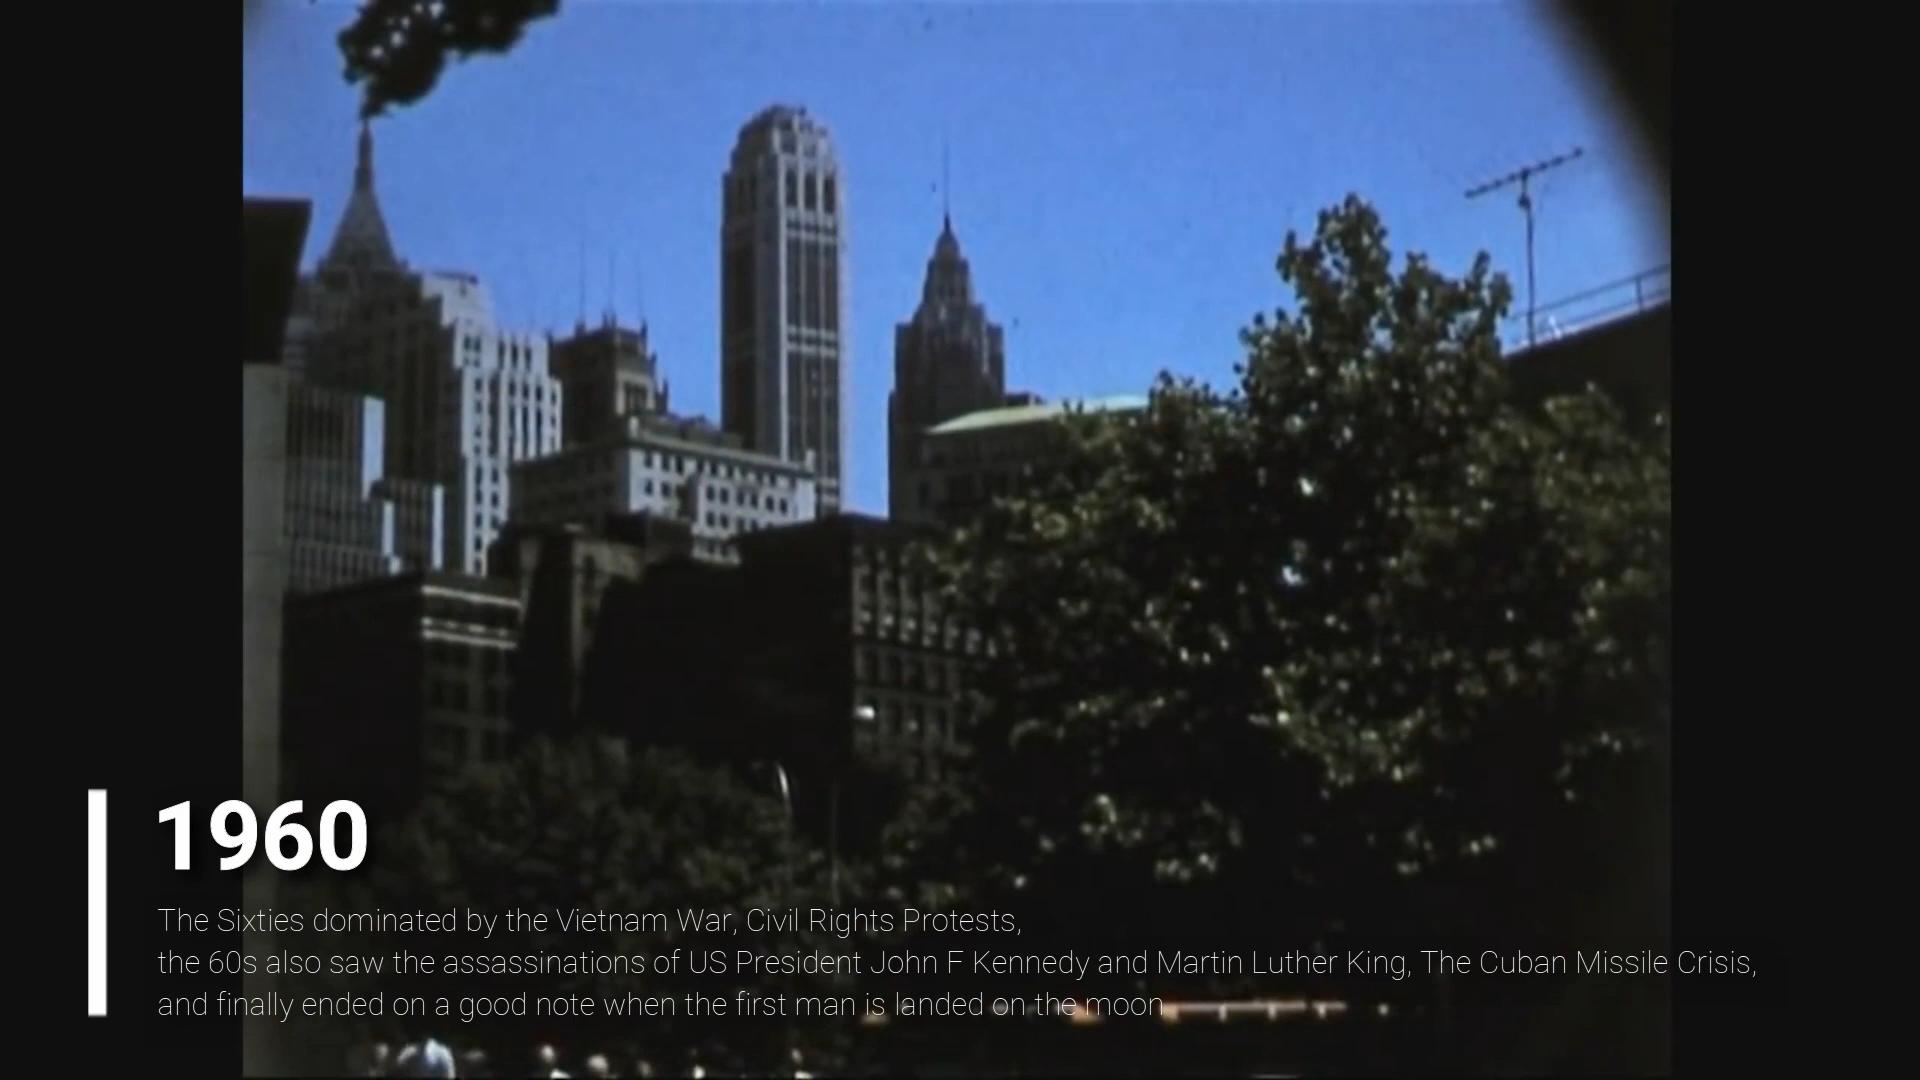 1960
The Sixties dominated by the Vietnam War, Civil Rights Protests,
the 60s also saw the assassinations of US President John F Kennedy and Martin Luther King, The Cuban Missile Crisis,
and finally ended on a good note when the first man is landed on the moon